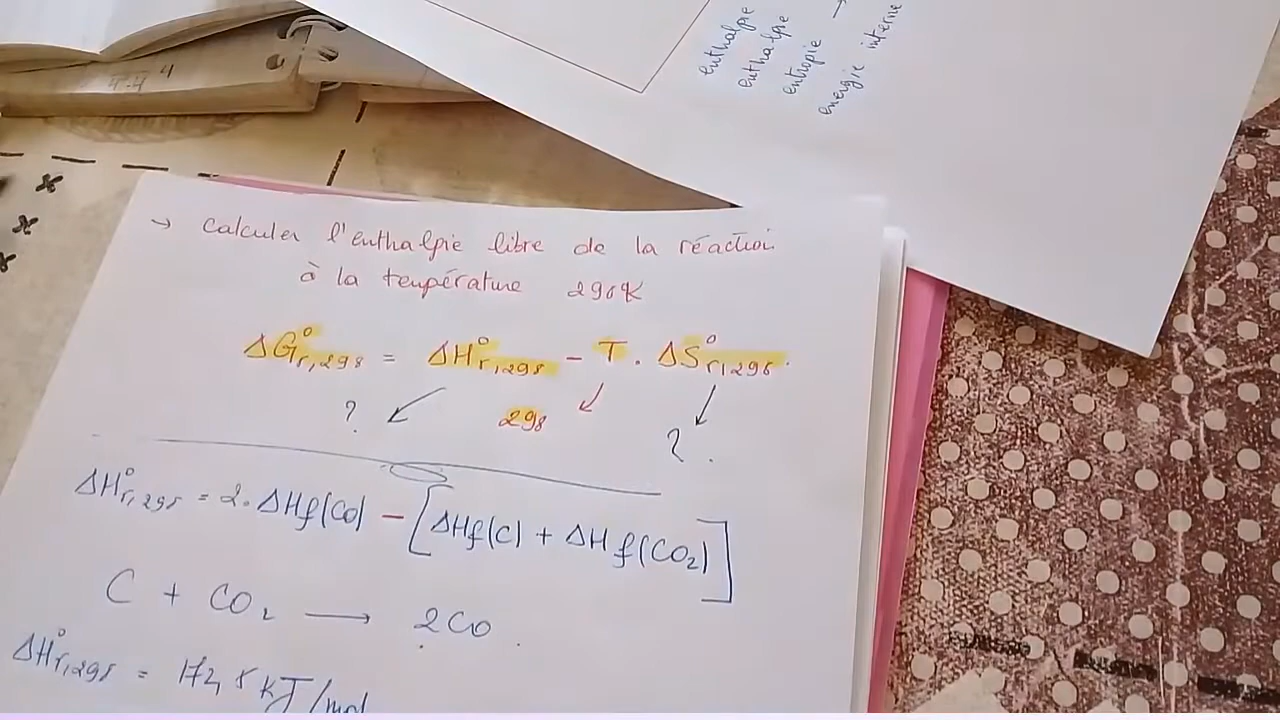 enthalpie
enthalpie
entropie →
energie interne
→ Calculer l'enthalpie libre de la réaction
à la température 298K
ΔG°r,298 = ΔH°r,298 - T . ΔS°r,298.
? 298 ? .
ΔH°r,298 = 2. ΔHf(CO) - [ΔHf(C) + ΔHf(CO2)]
C + CO2 → 2CO .
ΔH°r,298 = 172,5 kJ/mol